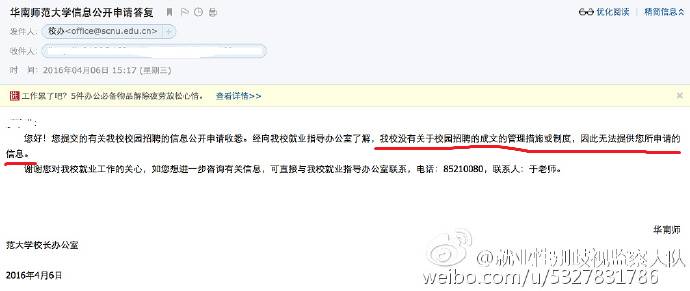 华南师范大学信息公开申请答复
优化阅读 | 精简信息
发件人： 校办 <office@scnu.edu.cn>
收件人：
时 间： 2016年04月06日 15:17 (星期三)
工作累了吧？5件办公必备物品解除疲劳放松心情。 查看详情>>
您好！您提交的有关我校校园招聘的信息公开申请收悉。经向我校就业指导办公室了解，我校没有关于校园招聘的成文的管理措施或制度，因此无法提供您所申请的
信息。
谢谢您对我校就业工作的关心，如您想进一步咨询有关信息，可直接与我校就业指导办公室联系，电话：85210080，联系人：于老师。
华南师
范大学校长办公室
2016年4月6日
@就业性别歧视监察大队
weibo.com/u/5327831786